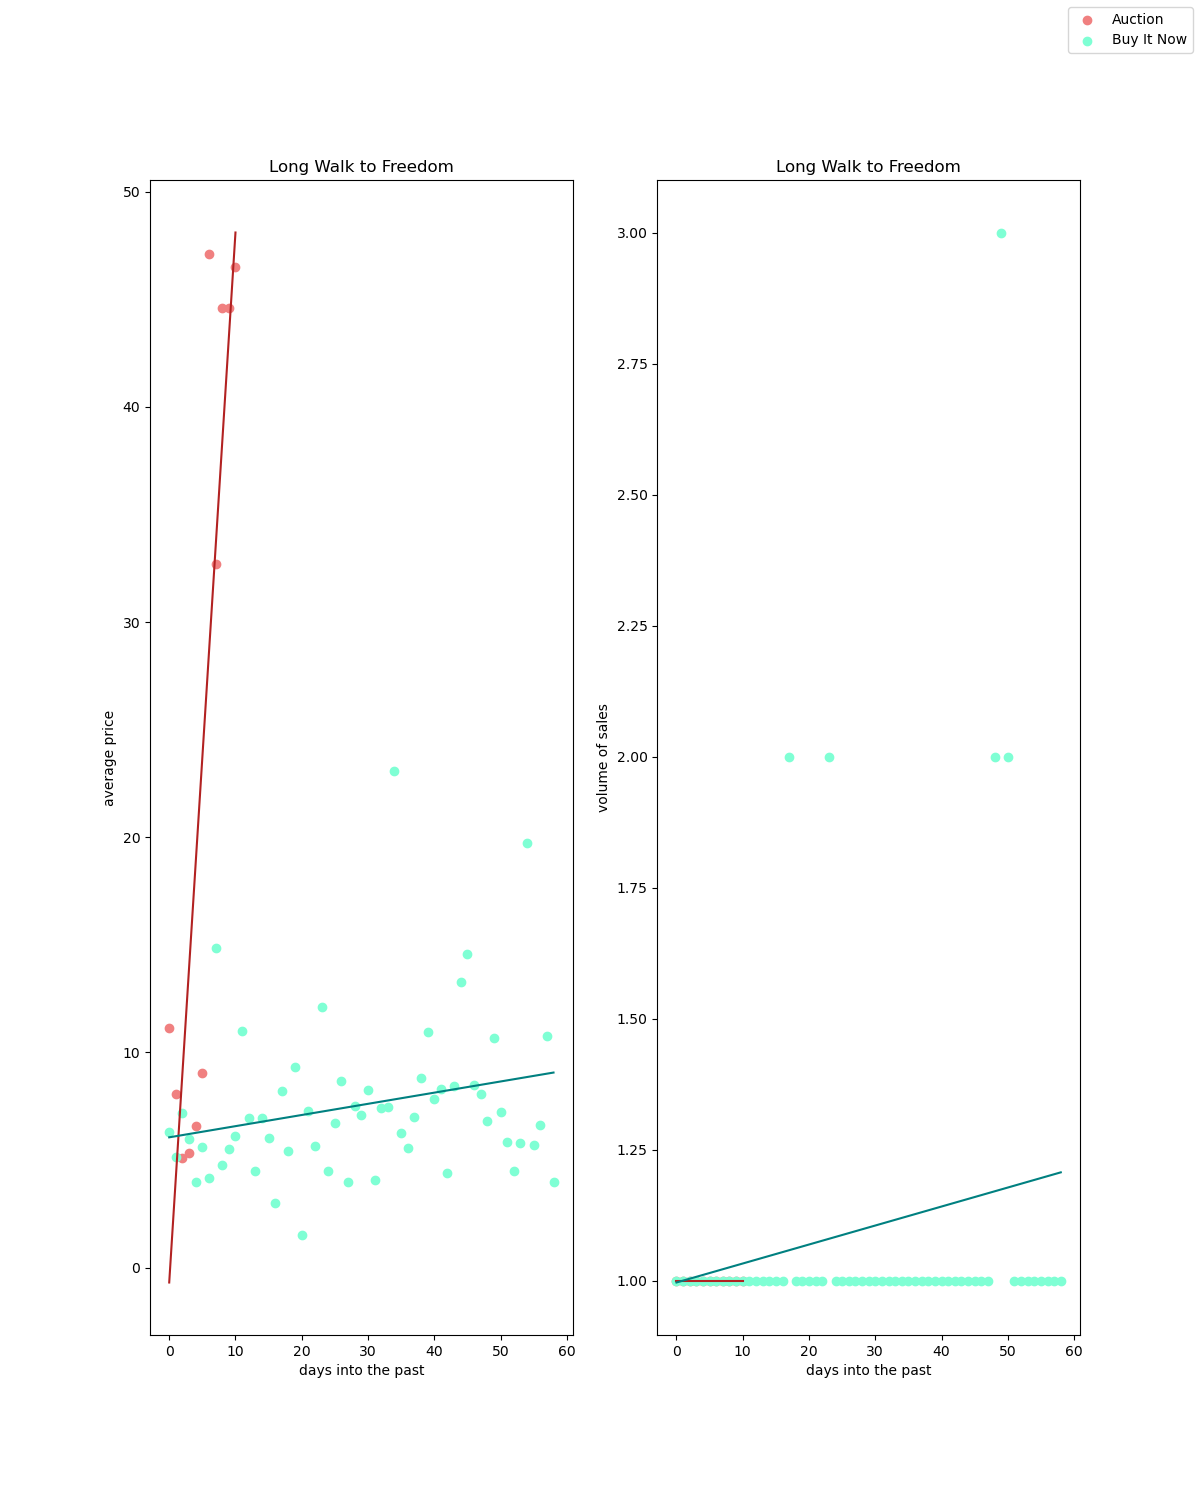 Auction
Buy It Now
Long Walk to Freedom
50
40
30
20
10
0
average price
0 10 20 30 40 50 60
days into the past
Long Walk to Freedom
3.00
2.75
2.50
2.25
2.00
1.75
1.50
1.25
1.00
volume of sales
0 10 20 30 40 50 60
days into the past